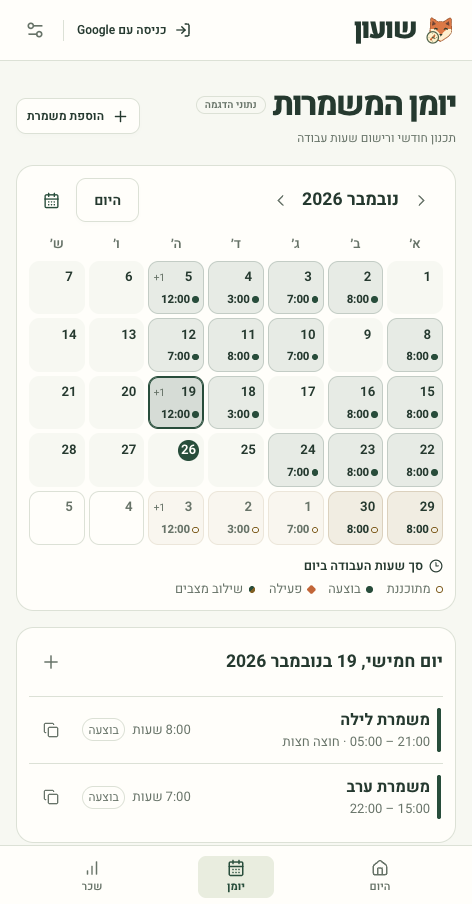 שועון
כניסה עם Google
יומן המשמרות
נתוני הדגמה
הוספת משמרת
תכנון חודשי ורישום שעות עבודה
נובמבר 2026
היום
א׳ ב׳ ג׳ ד׳ ה׳ ו׳ ש׳
1 2 3 4 5 +1 6 7
8:00 7:00 3:00 12:00
8 9 10 11 12 13 14
8:00 7:00 8:00 7:00
15 16 17 18 19 +1 20 21
8:00 8:00 3:00 12:00
22 23 24 25 26 27 28
8:00 8:00 7:00
29 30 1 2 3 +1 4 5
8:00 8:00 7:00 3:00 12:00
סך שעות העבודה ביום
מתוכננת בוצעה פעילה שילוב מצבים
יום חמישי, 19 בנובמבר 2026
משמרת לילה
21:00 – 05:00 · חוצה חצות
8:00 שעות
בוצעה
משמרת ערב
15:00 – 22:00
7:00 שעות
בוצעה
היום
יומן
שכר